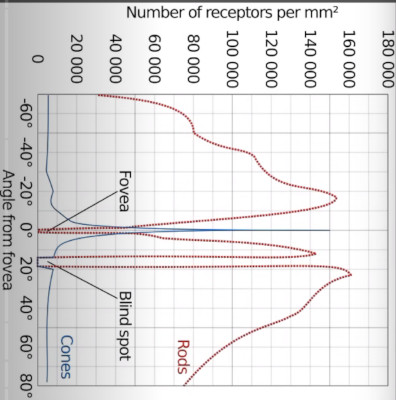 Number of receptors per mm²
180 000
160 000
140 000
120 000
100 000
80 000
60 000
40 000
20 000
0
Rods
Cones
Fovea
Blind spot
-60° -40° -20° 0° 20° 40° 60° 80°
Angle from fovea